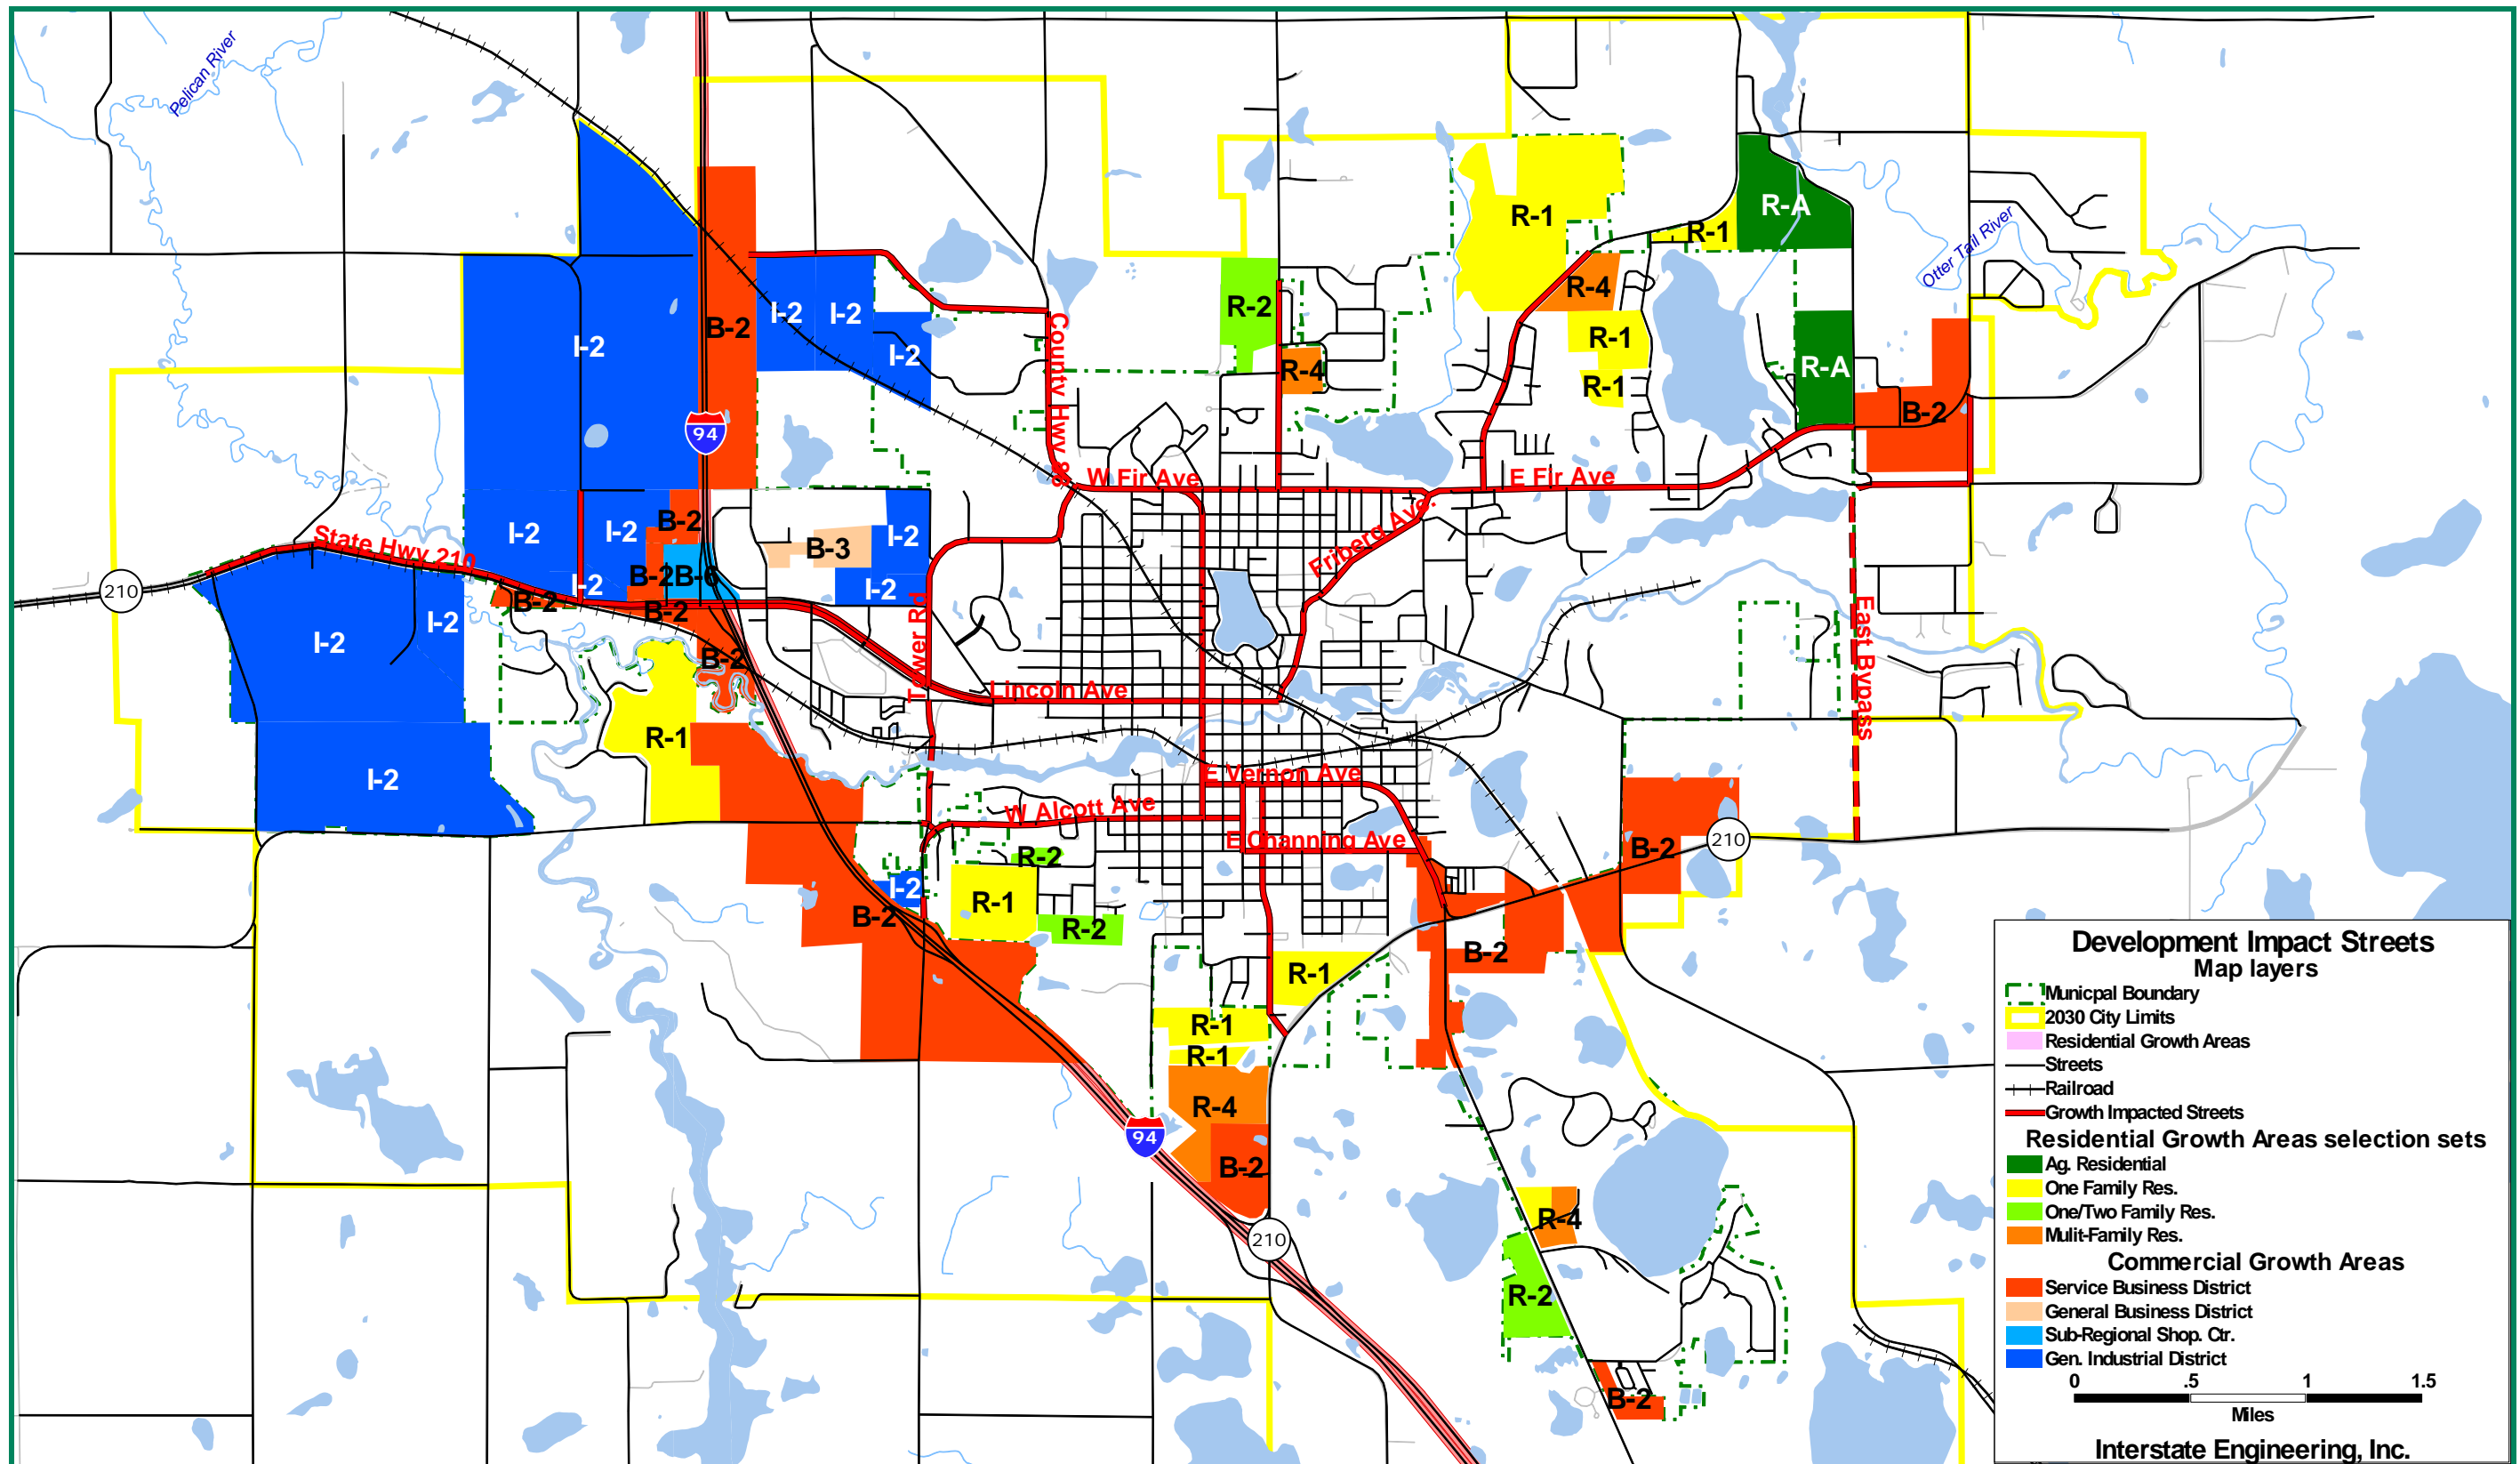 Pelican River
R-1
R-A
R-1
Otter Tail River
R-4
R-2
I-2
I-2
B-2
I-2
I-2
R-1
R-4
R-A
R-1
B-2
County Hwy 88
94
W Fir Ave
E Fir Ave
Friberg Ave.
I-2
I-2
B-2
I-2
B-3
State Hwy 210
210
I-2
B-2
B-6
I-2
B-2
B-2
I-2
I-2
B-2
Tower Rd
East Bypass
Lincoln Ave
R-1
I-2
E Vernon Ave
W Alcott Ave
E Channing Ave
210
B-2
R-2
I-2
R-1
B-2
R-2
B-2
R-1
R-1
R-1
R-4
94
B-2
210
R-4
R-2
B-2
Development Impact Streets
Map layers
Municpal Boundary
2030 City Limits
Residential Growth Areas
Streets
Railroad
Growth Impacted Streets
Residential Growth Areas selection sets
Ag. Residential
One Family Res.
One/Two Family Res.
Mulit-Family Res.
Commercial Growth Areas
Service Business District
General Business District
Sub-Regional Shop. Ctr.
Gen. Industrial District
0 .5 1 1.5
Miles
Interstate Engineering, Inc.